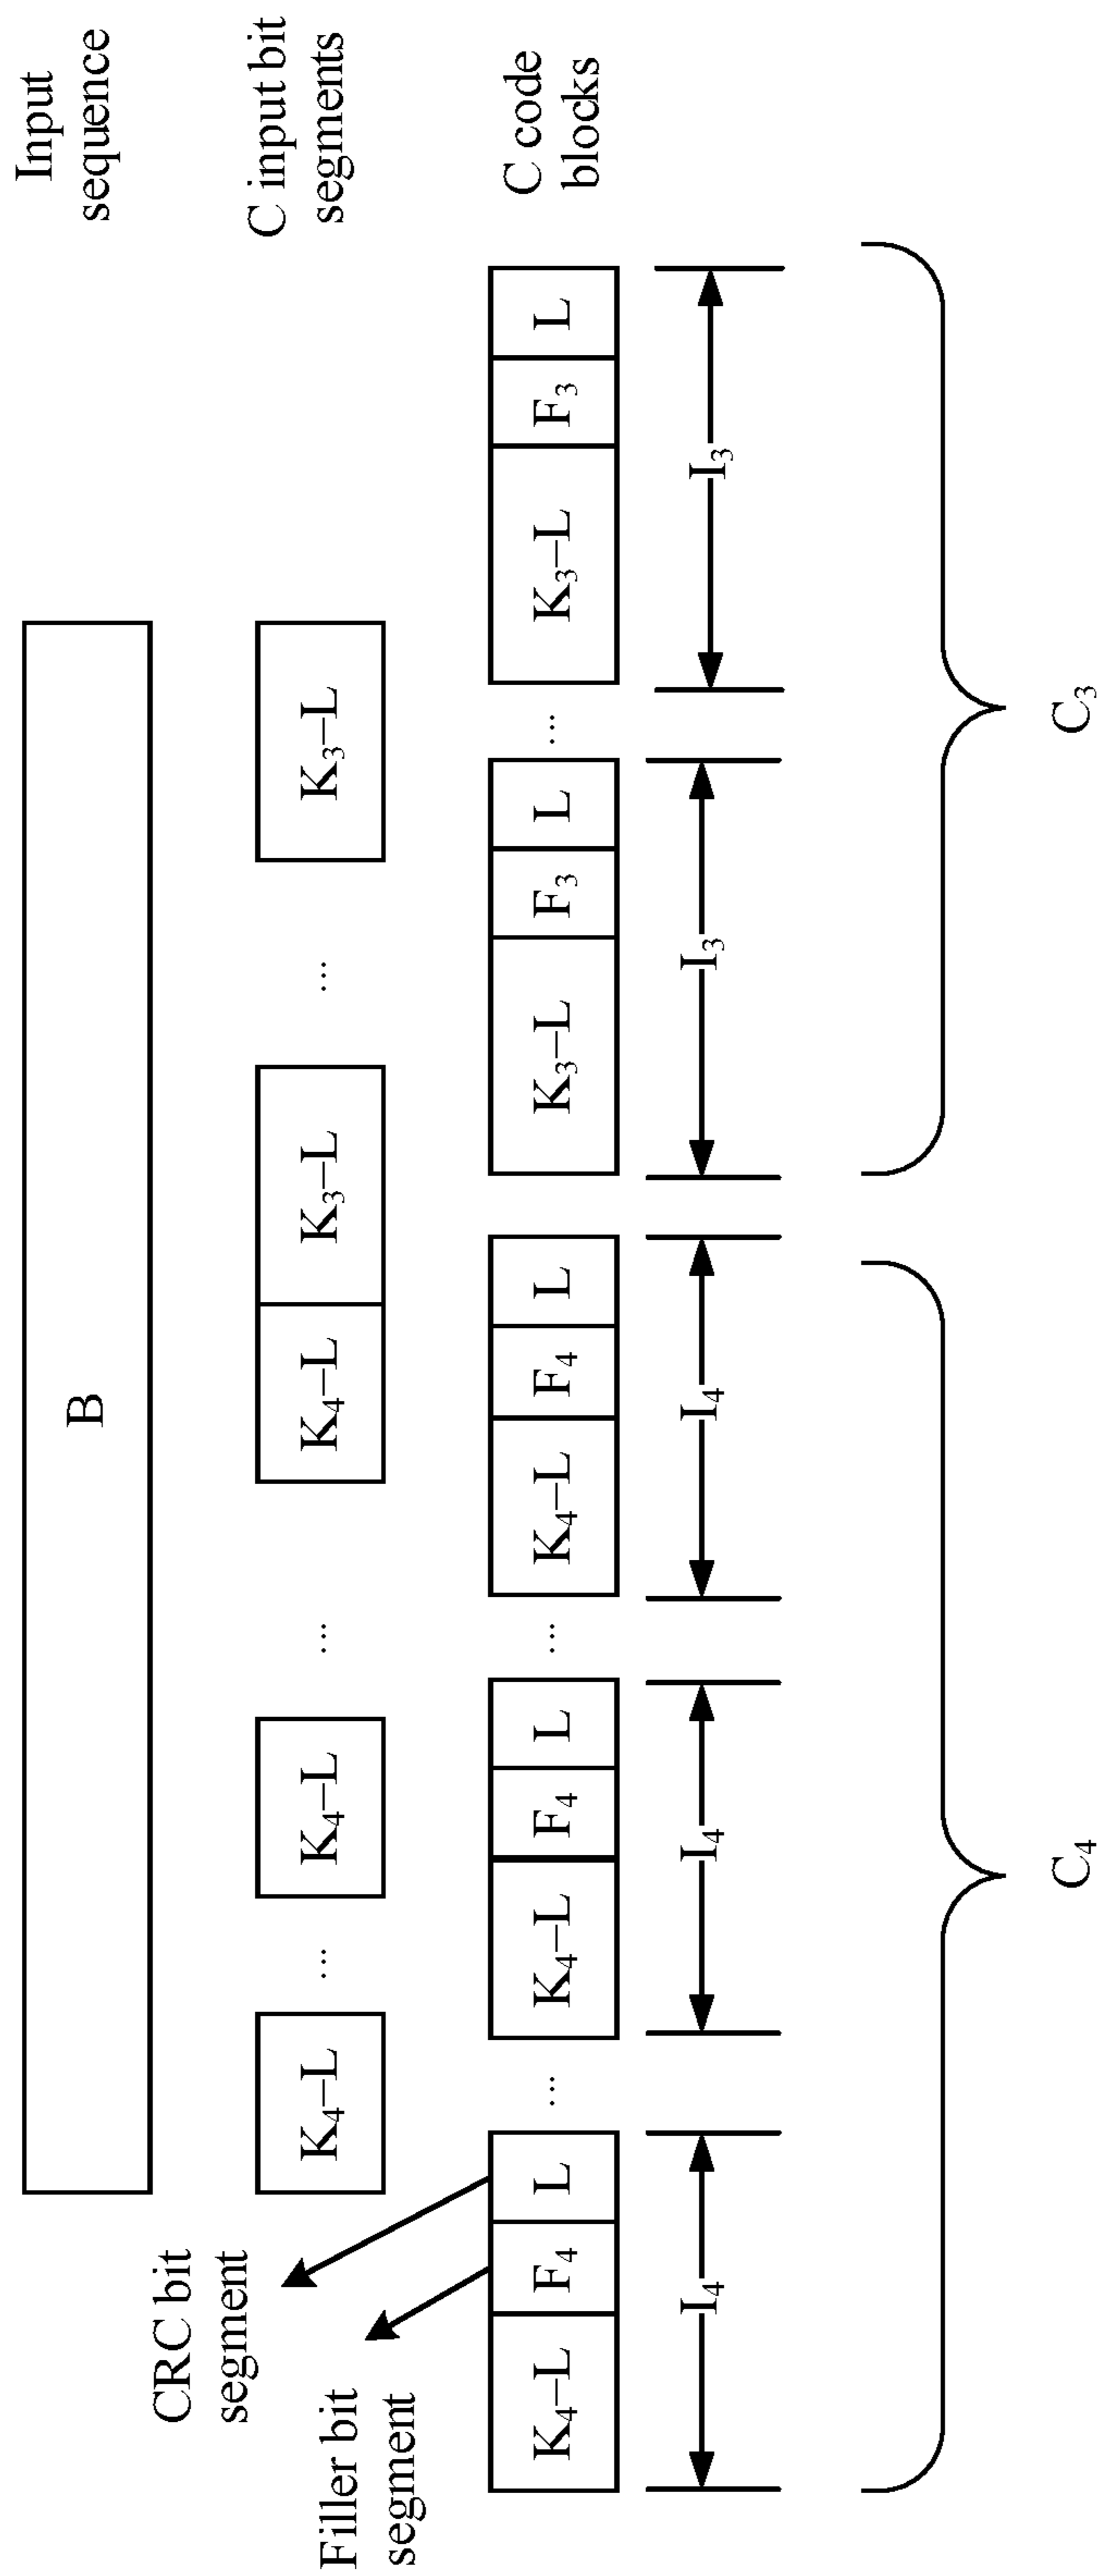 Input
sequence
B
C input bit
segments
K₄–L ... K₄–L ... K₄–L K₃–L ... K₃–L
CRC bit
segment
Filler bit
segment
C code
blocks
K₄–L F₄ L ... K₄–L F₄ L ... K₄–L F₄ L K₃–L F₃ L ... K₃–L F₃ L
I₄ I₄ I₄ I₃ I₃
C₄ C₃